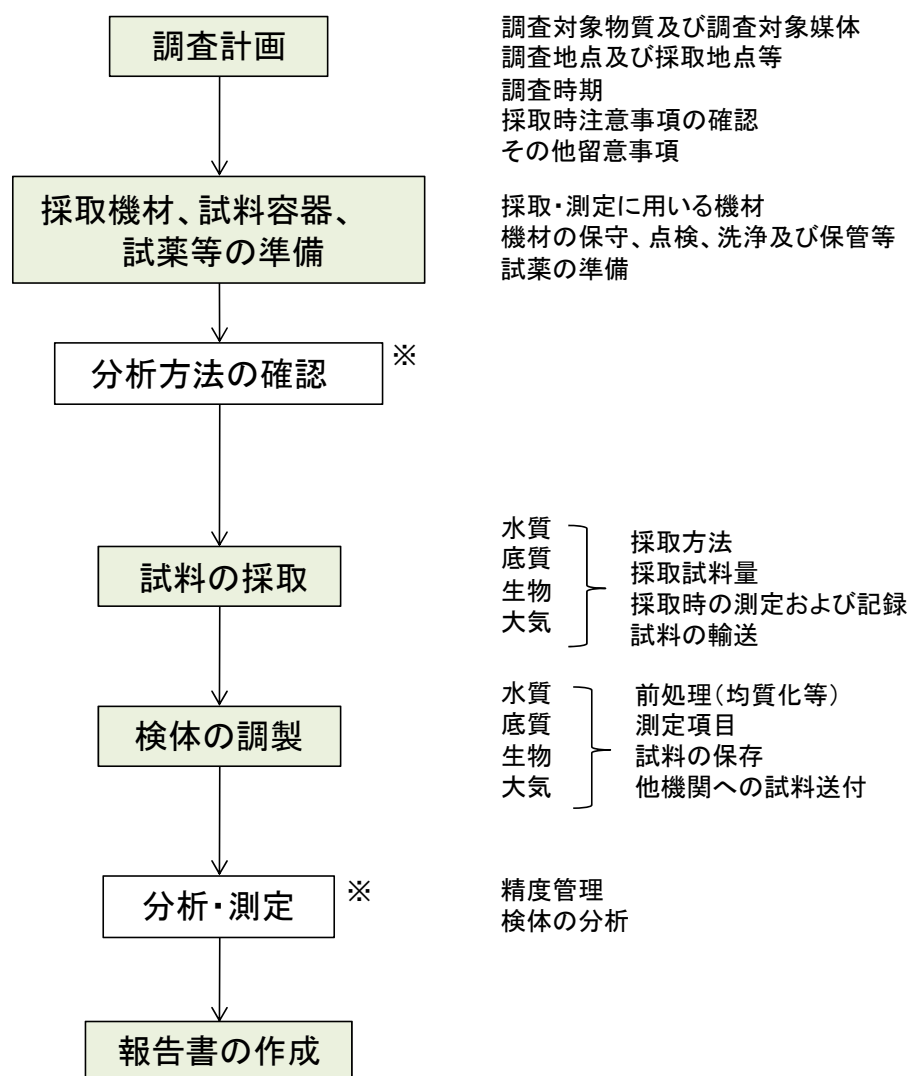 調査計画
調査対象物質及び調査対象媒体
調査地点及び採取地点等
調査時期
採取時注意事項の確認
その他留意事項
採取機材、試料容器、
試薬等の準備
採取・測定に用いる機材
機材の保守、点検、洗浄及び保管等
試薬の準備
分析方法の確認
※
試料の採取
水質
底質
生物
大気
採取方法
採取試料量
採取時の測定および記録
試料の輸送
検体の調製
水質
底質
生物
大気
前処理(均質化等)
測定項目
試料の保存
他機関への試料送付
分析・測定
※
精度管理
検体の分析
報告書の作成